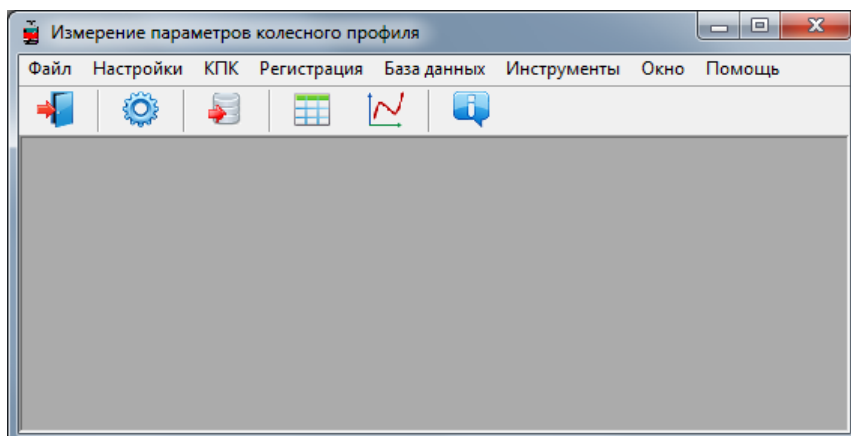 Измерение параметров колесного профиля
Файл Настройки КПК Регистрация База данных Инструменты Окно Помощь